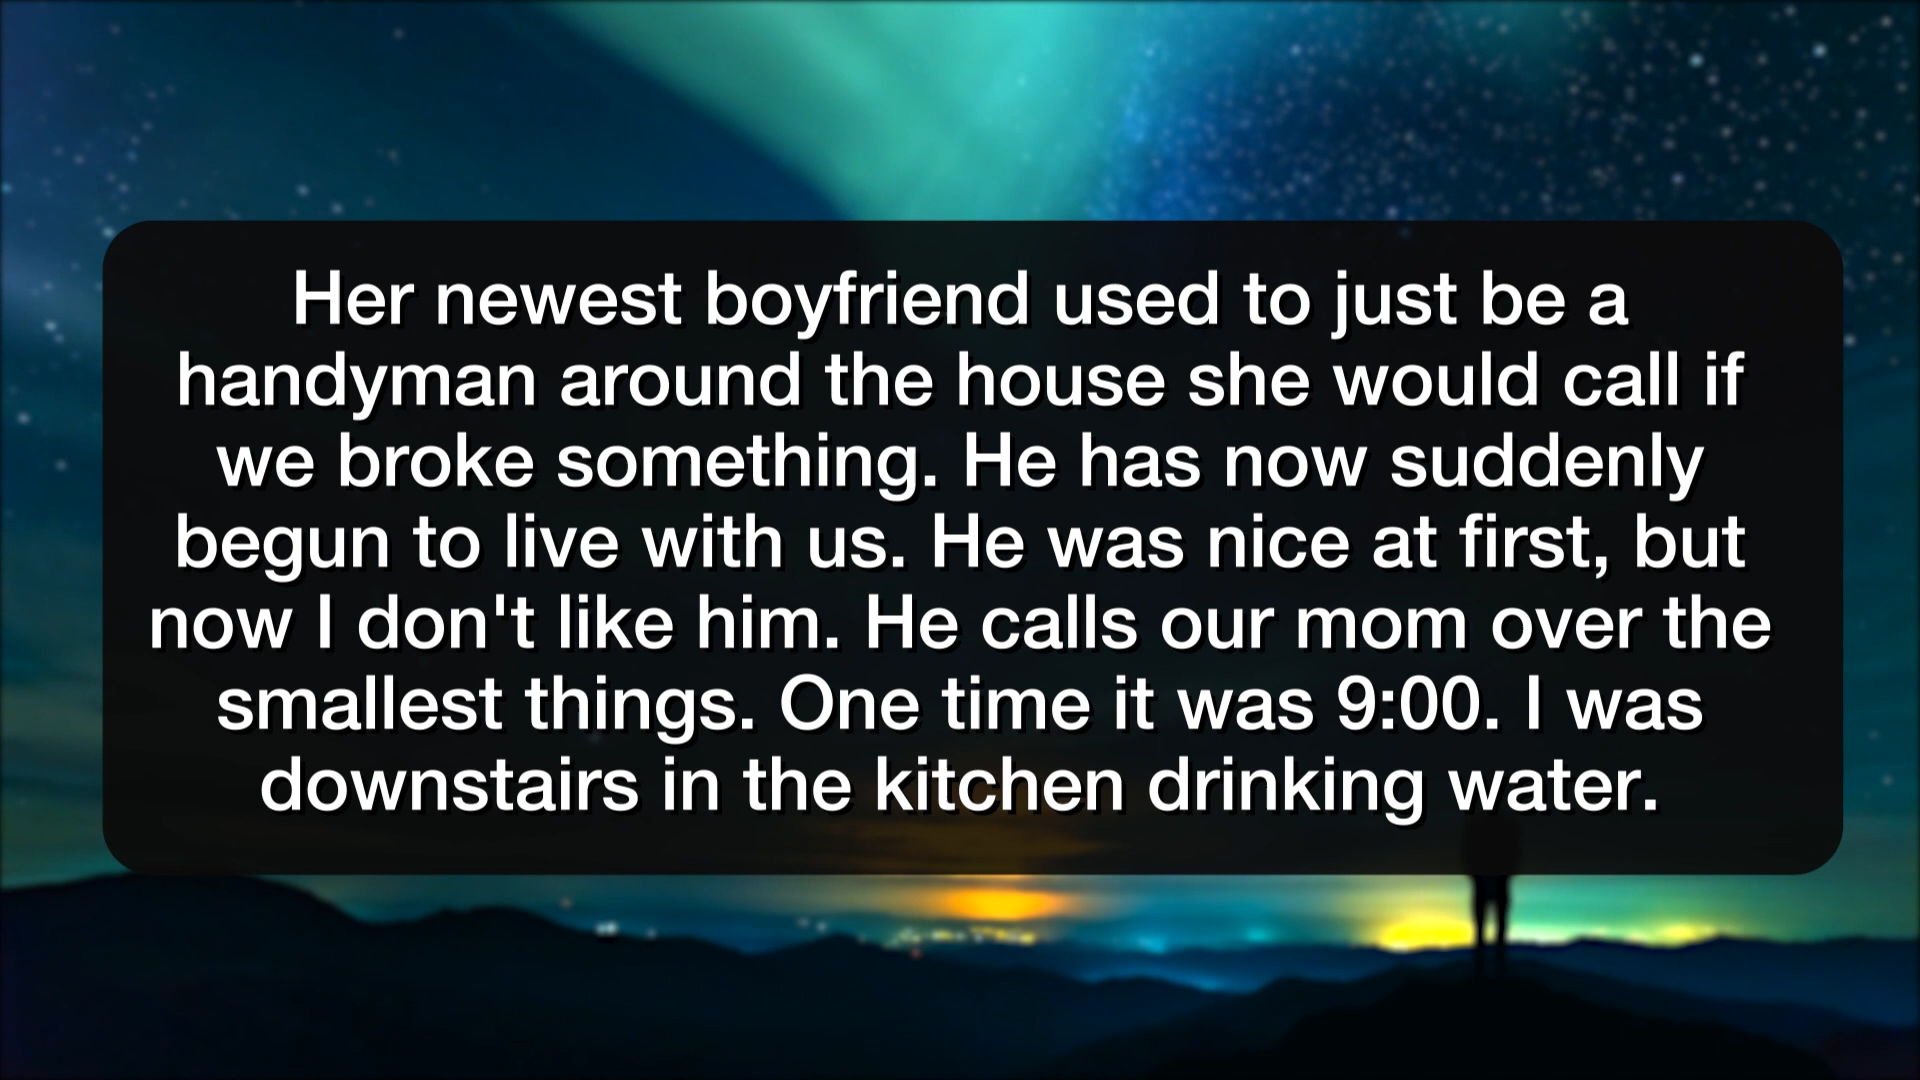 Her newest boyfriend used to just be a
handyman around the house she would call if
we broke something. He has now suddenly
begun to live with us. He was nice at first, but
now I don't like him. He calls our mom over the
smallest things. One time it was 9:00. I was
downstairs in the kitchen drinking water.